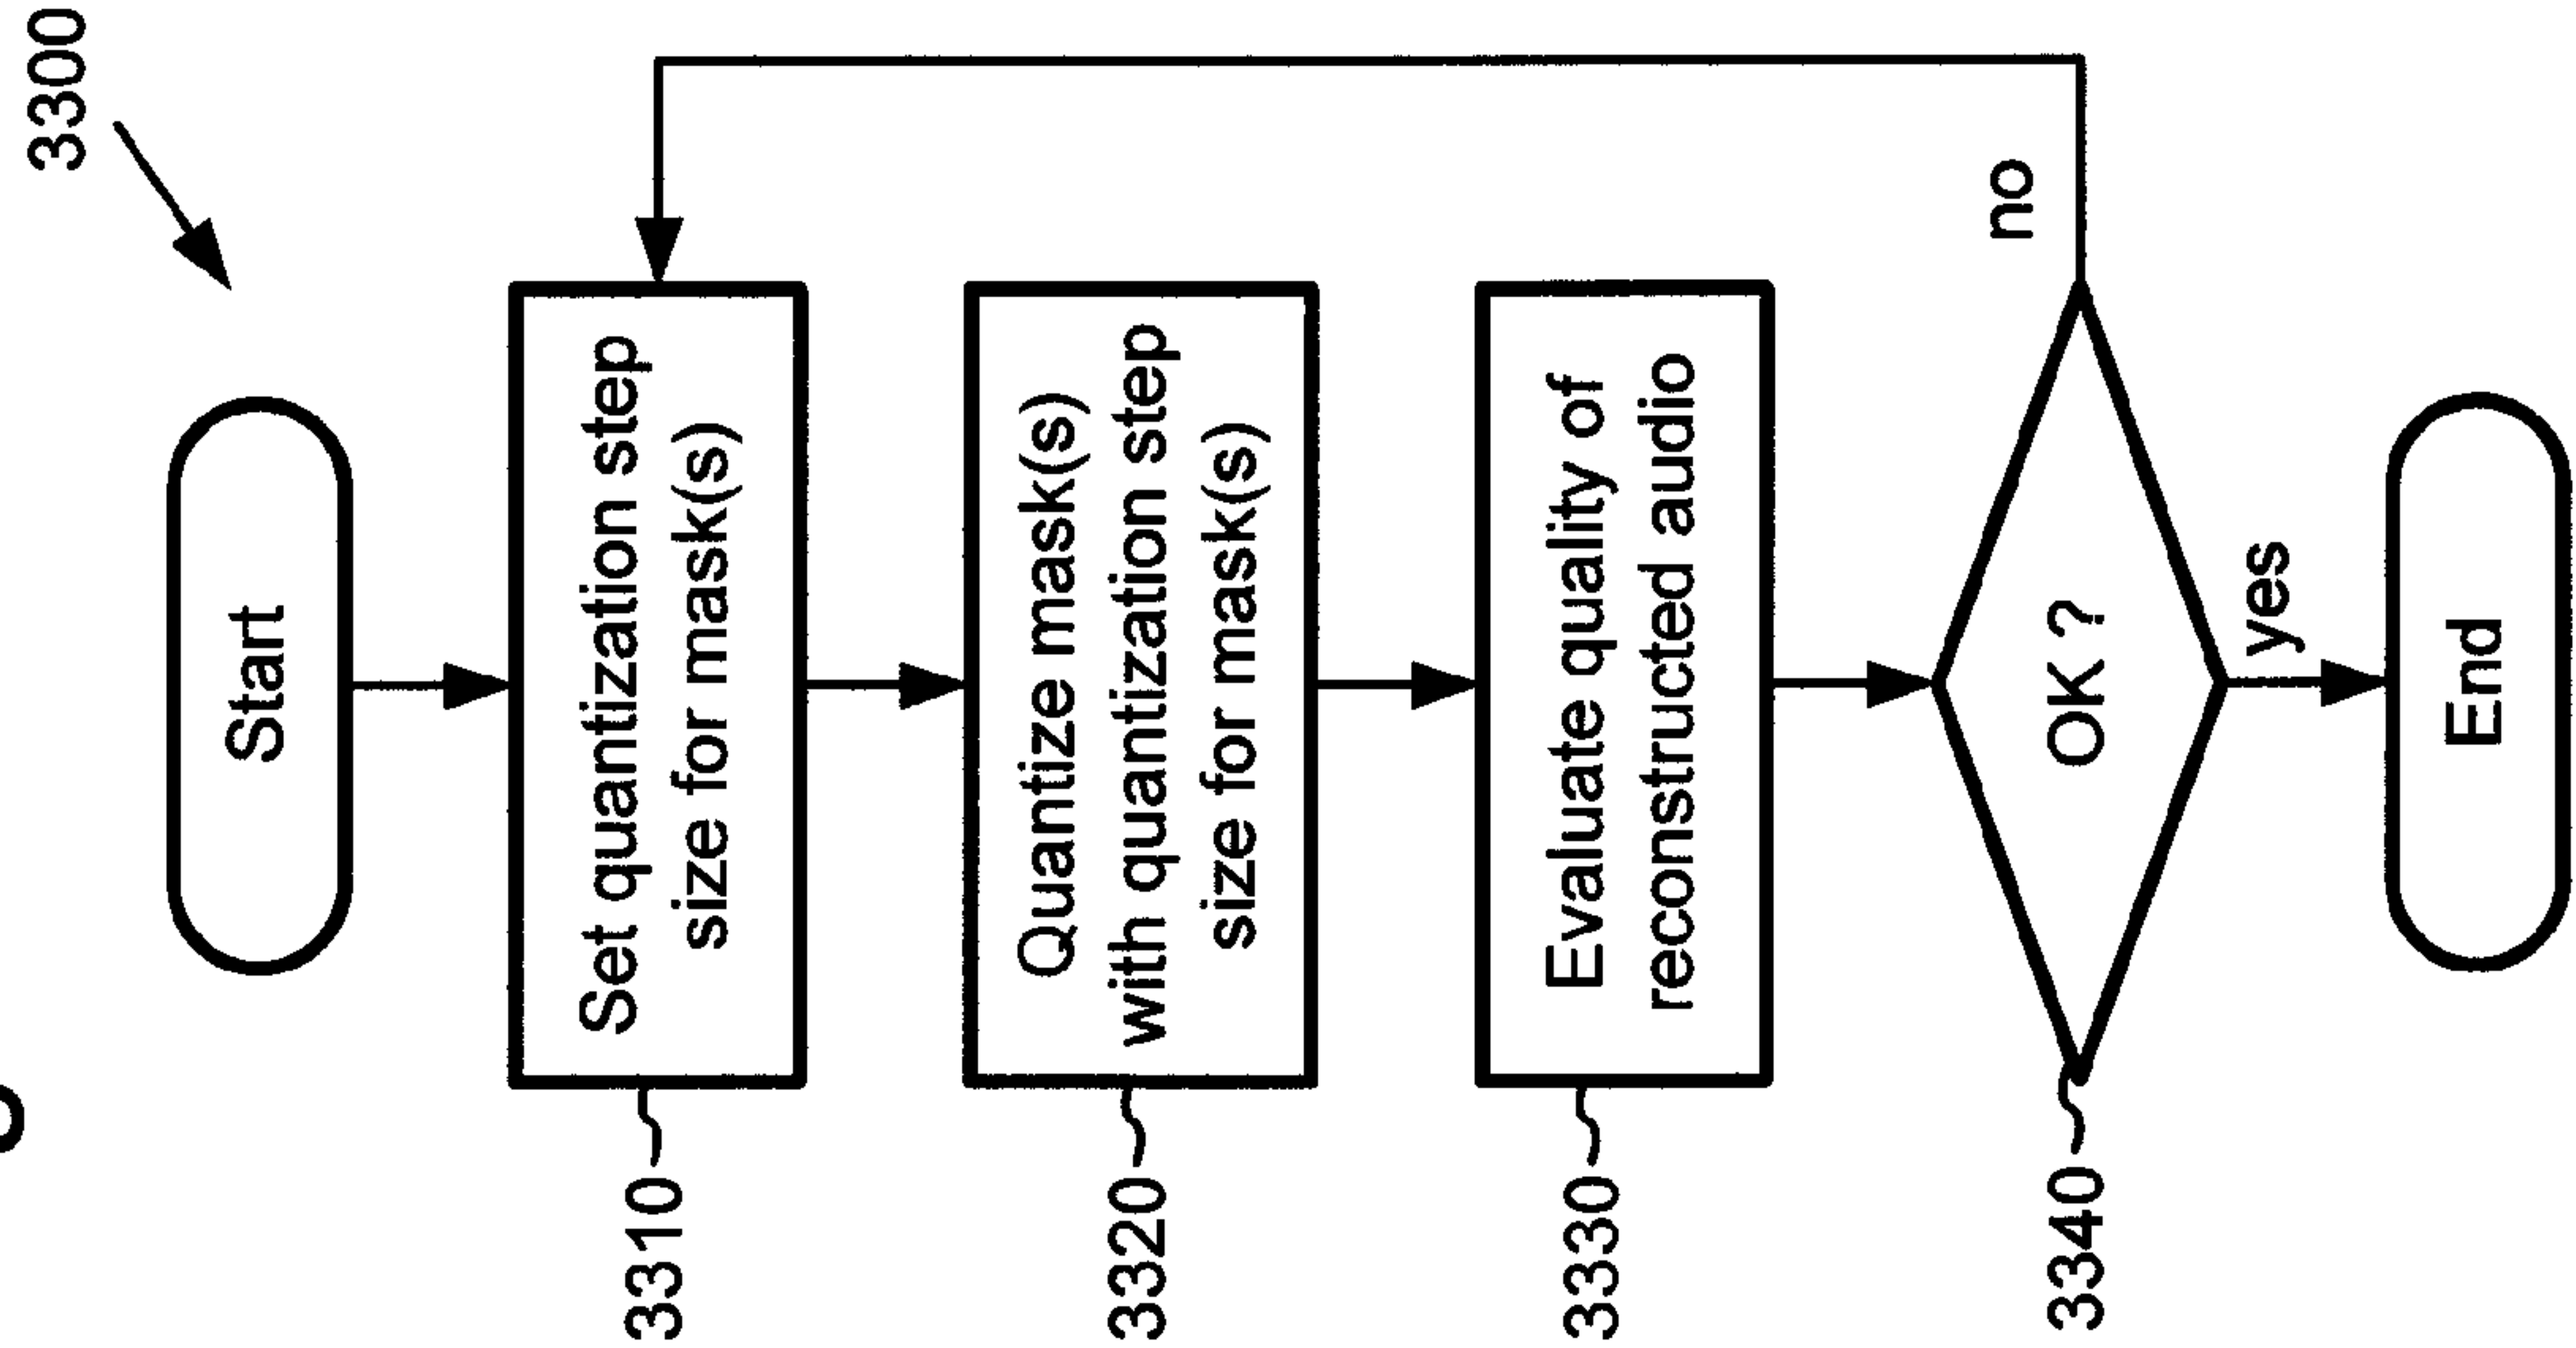 3300
Start
Set quantization step
size for mask(s)
3310
Quantize mask(s)
with quantization step
size for mask(s)
3320
Evaluate quality of
reconstructed audio
3330
OK ?
no
3340
yes
End